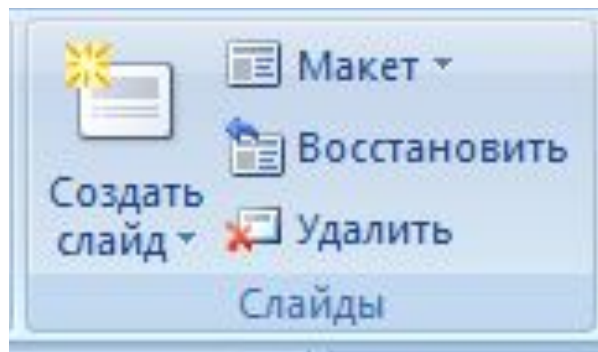 Создать
слайд
Макет
Восстановить
Удалить
Слайды